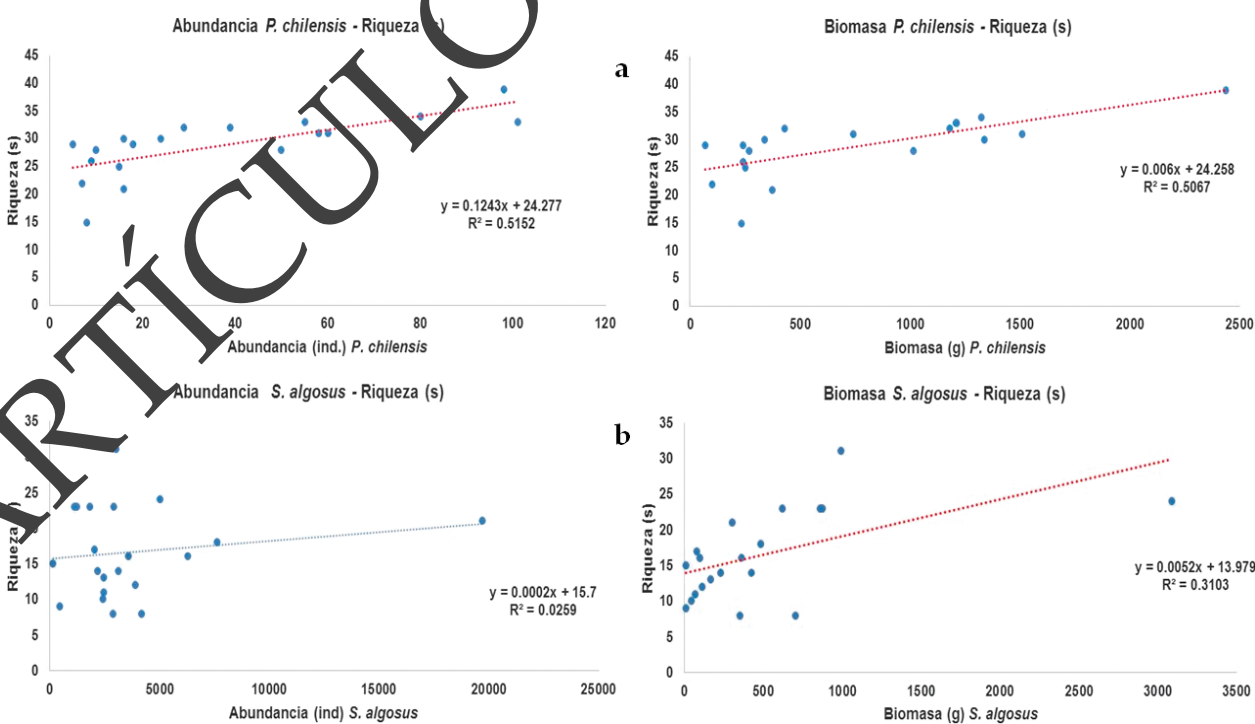 Abundancia P. chilensis - Riqueza (s)
45
40
35
30
25
20
15
10
5
0
Riqueza (s)
0 20 40 60 80 100 120
Abundancia (ind.) P. chilensis
y = 0.1243x + 24.277
R² = 0.5152
a
Biomasa P. chilensis - Riqueza (s)
45
40
35
30
25
20
15
10
5
0
Riqueza (s)
0 500 1000 1500 2000 2500
Biomasa (g) P. chilensis
y = 0.006x + 24.258
R² = 0.5067
Abundancia S. algosus - Riqueza (s)
35
25
15
10
5
0
Riqueza (s)
0 5000 10000 15000 20000 25000
Abundancia (ind) S. algosus
y = 0.0002x + 15.7
R² = 0.0259
b
Biomasa S. algosus - Riqueza (s)
35
30
25
20
15
10
5
0
Riqueza (s)
0 500 1000 1500 2000 2500 3000 3500
Biomasa (g) S. algosus
y = 0.0052x + 13.979
R² = 0.3103
ARTÍCULO